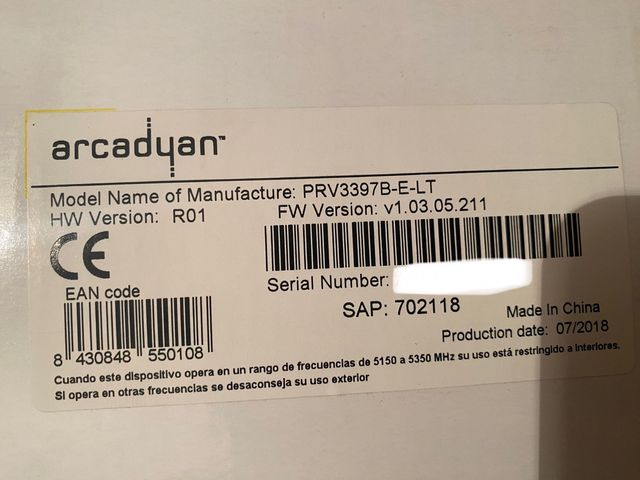 arcadyan™
Model Name of Manufacture: PRV3397B-E-LT
HW Version: R01 FW Version: v1.03.05.211
CE
Serial Number:
EAN code
SAP: 702118
Made In China
8 430848 550108
Production date: 07/2018
Cuando este dispositivo opera en un rango de frecuencias de 5150 a 5350 MHz su uso está restringido a interiores.
Si opera en otras frecuencias se desaconseja su uso exterior